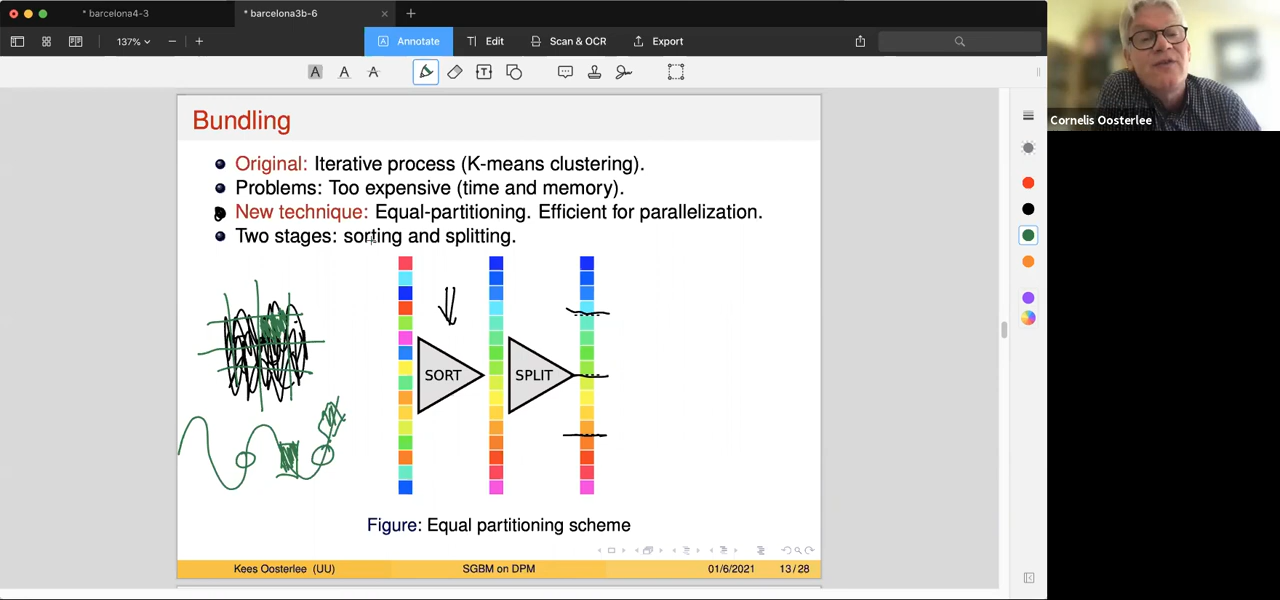 * barcelona4-3
* barcelona3b-6
137%
Annotate
Edit
Scan & OCR
Export
Cornelis Oosterlee
Bundling
Original: Iterative process (K-means clustering).
Problems: Too expensive (time and memory).
New technique: Equal-partitioning. Efficient for parallelization.
Two stages: sorting and splitting.
SORT
SPLIT
Figure: Equal partitioning scheme
Kees Oosterlee (UU)
SGBM on DPM
01/6/2021
13 / 28